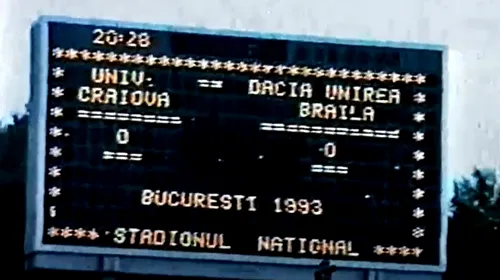 20:28
*******************************
* UNIV. == DACIA UNIREA *
* CRAIOVA BRAILA *
======== ===========
0 0
=== ===
BUCURESTI 1993
**** STADIONUL NATIONAL ****